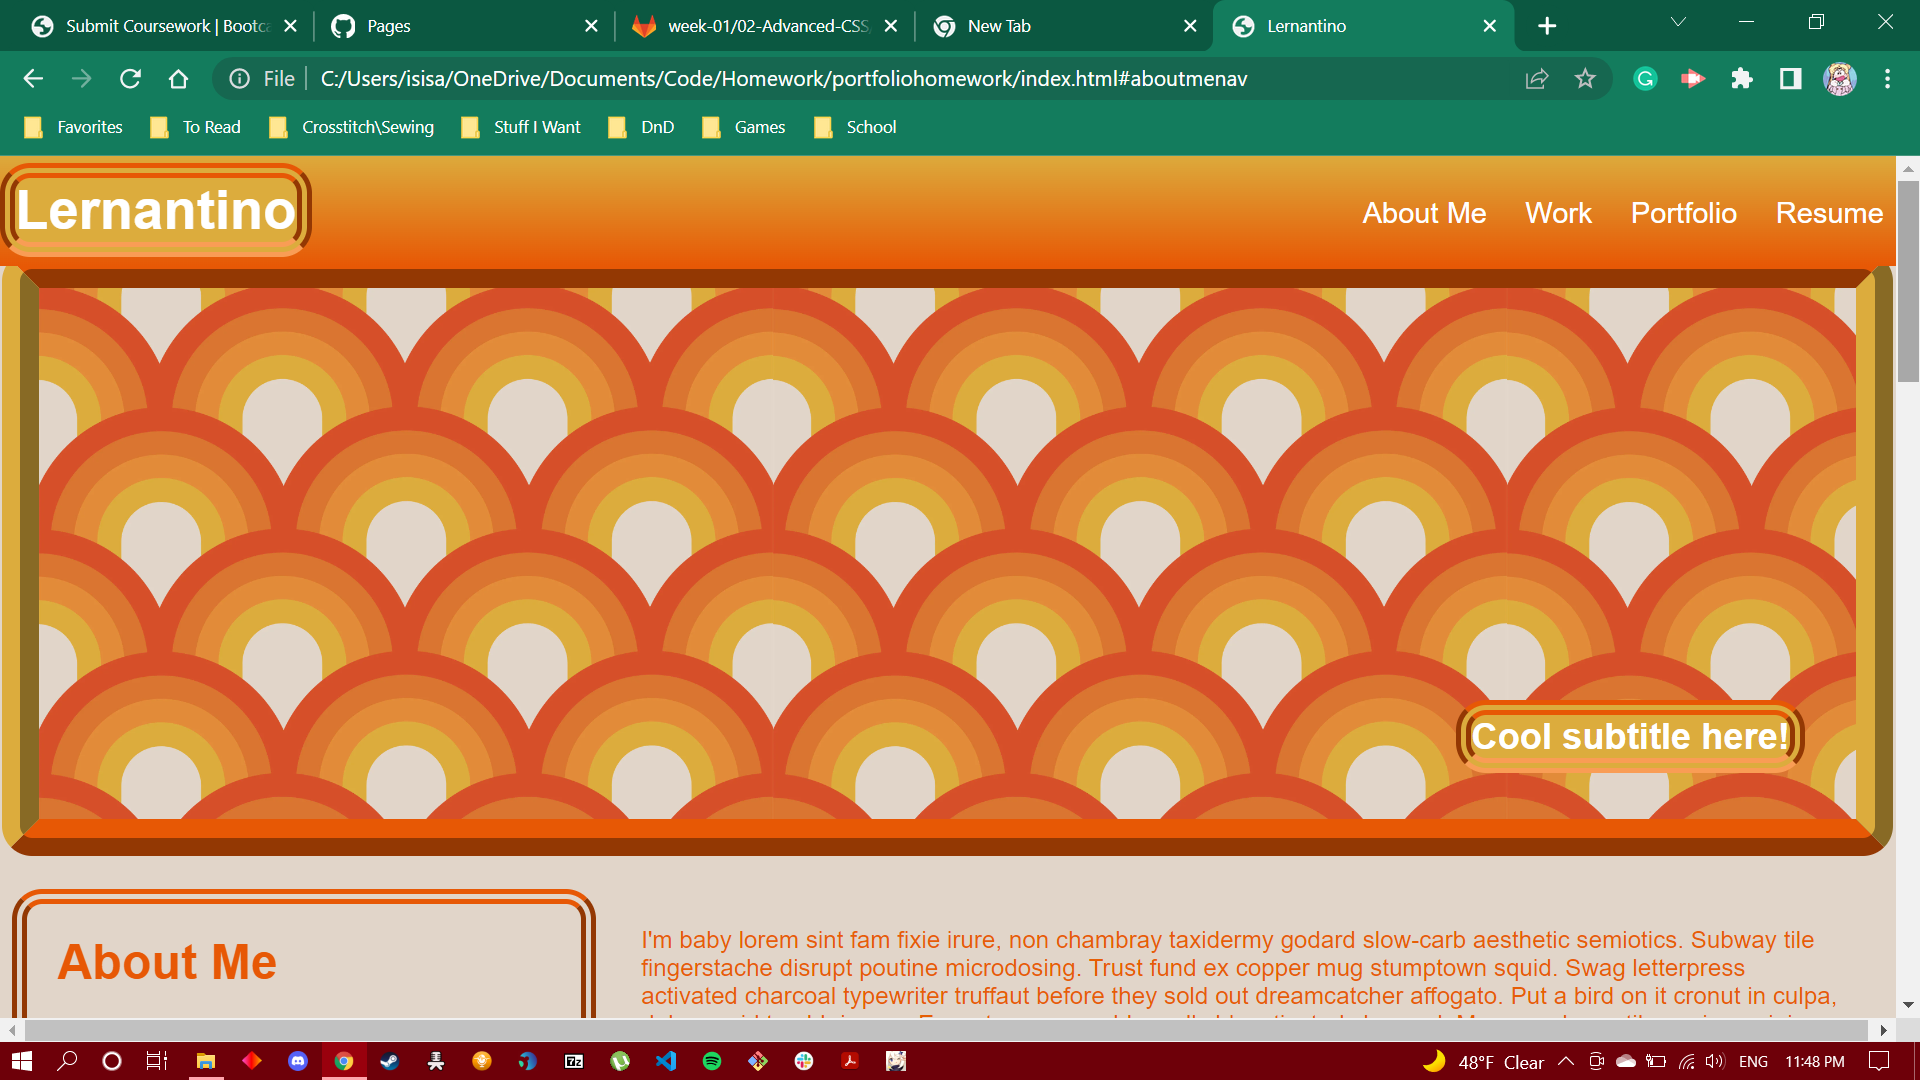 Submit Coursework | Bootc
Pages
week-01/02-Advanced-CSS
New Tab
Lernantino
File
C:/Users/isisa/OneDrive/Documents/Code/Homework/portfoliohomework/index.html#aboutmenav
Favorites
To Read
Crosstitch\Sewing
Stuff I Want
DnD
Games
School
Lernantino
About Me
Work
Portfolio
Resume
Cool subtitle here!
About Me
I'm baby lorem sint fam fixie irure, non chambray taxidermy godard slow-carb aesthetic semiotics. Subway tile
fingerstache disrupt poutine microdosing. Trust fund ex copper mug stumptown squid. Swag letterpress
activated charcoal typewriter truffaut before they sold out dreamcatcher affogato. Put a bird on it cronut in culpa,
48°F Clear
ENG
11:48 PM